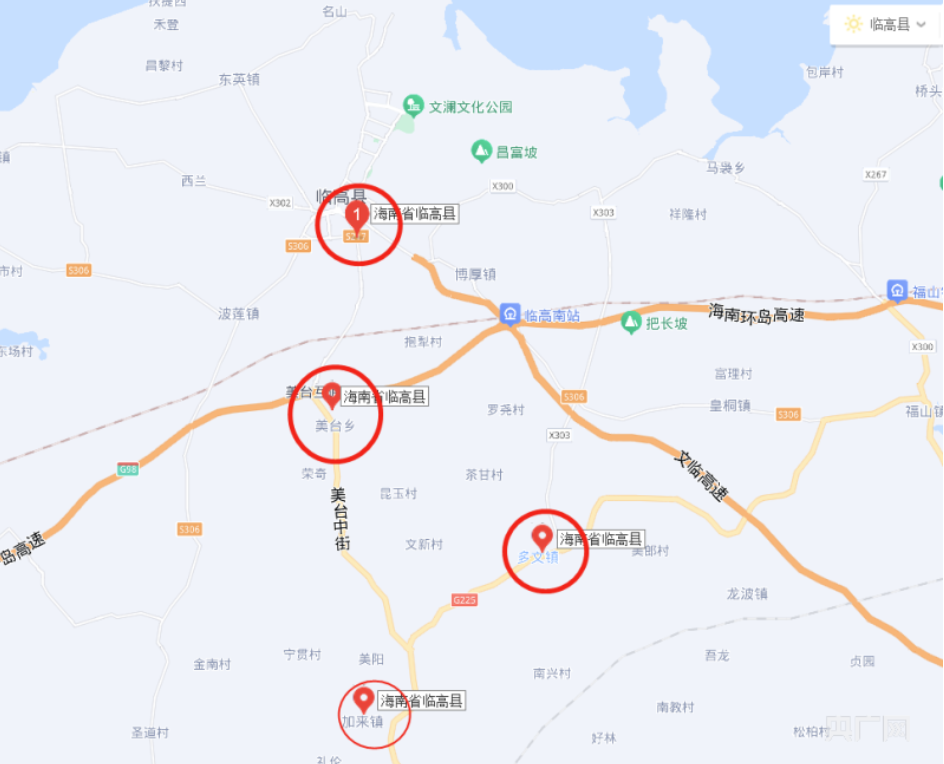 扶提西
名山
禾登
临高县
昌黎村
东英镇
包岸村
桥头
文澜文化公园
昌富坡
镇
马袅乡
X267
西兰
X300
临高县
X302
1
海南省临高县
X303
祥隆村
S306
市村
S306
博厚镇
福山
波莲镇
临高南站
把长坡
海南环岛高速
东场村
抱犁村
X300
富理村
海南省临高县
S306
罗尧村
皇桐镇
S306
福山镇
美台乡
X303
G98
荣奇
茶甘村
文临高速
昆玉村
美台中街
S306
岛高速
文新村
海南省临高县
多文镇
美郎村
G225
龙波镇
宁贯村
美阳
金南村
吾龙
贞园
南兴村
海南省临高县
加来镇
南敦村
圣道村
好林
松柏村
礼伦